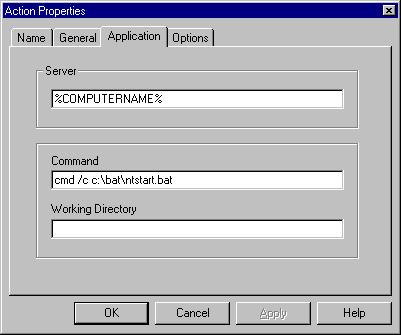 Action Properties
Name General Application Options
Server
%COMPUTERNAME%
Command
cmd /c c:\bat\ntstart.bat
Working Directory
OK Cancel Apply Help